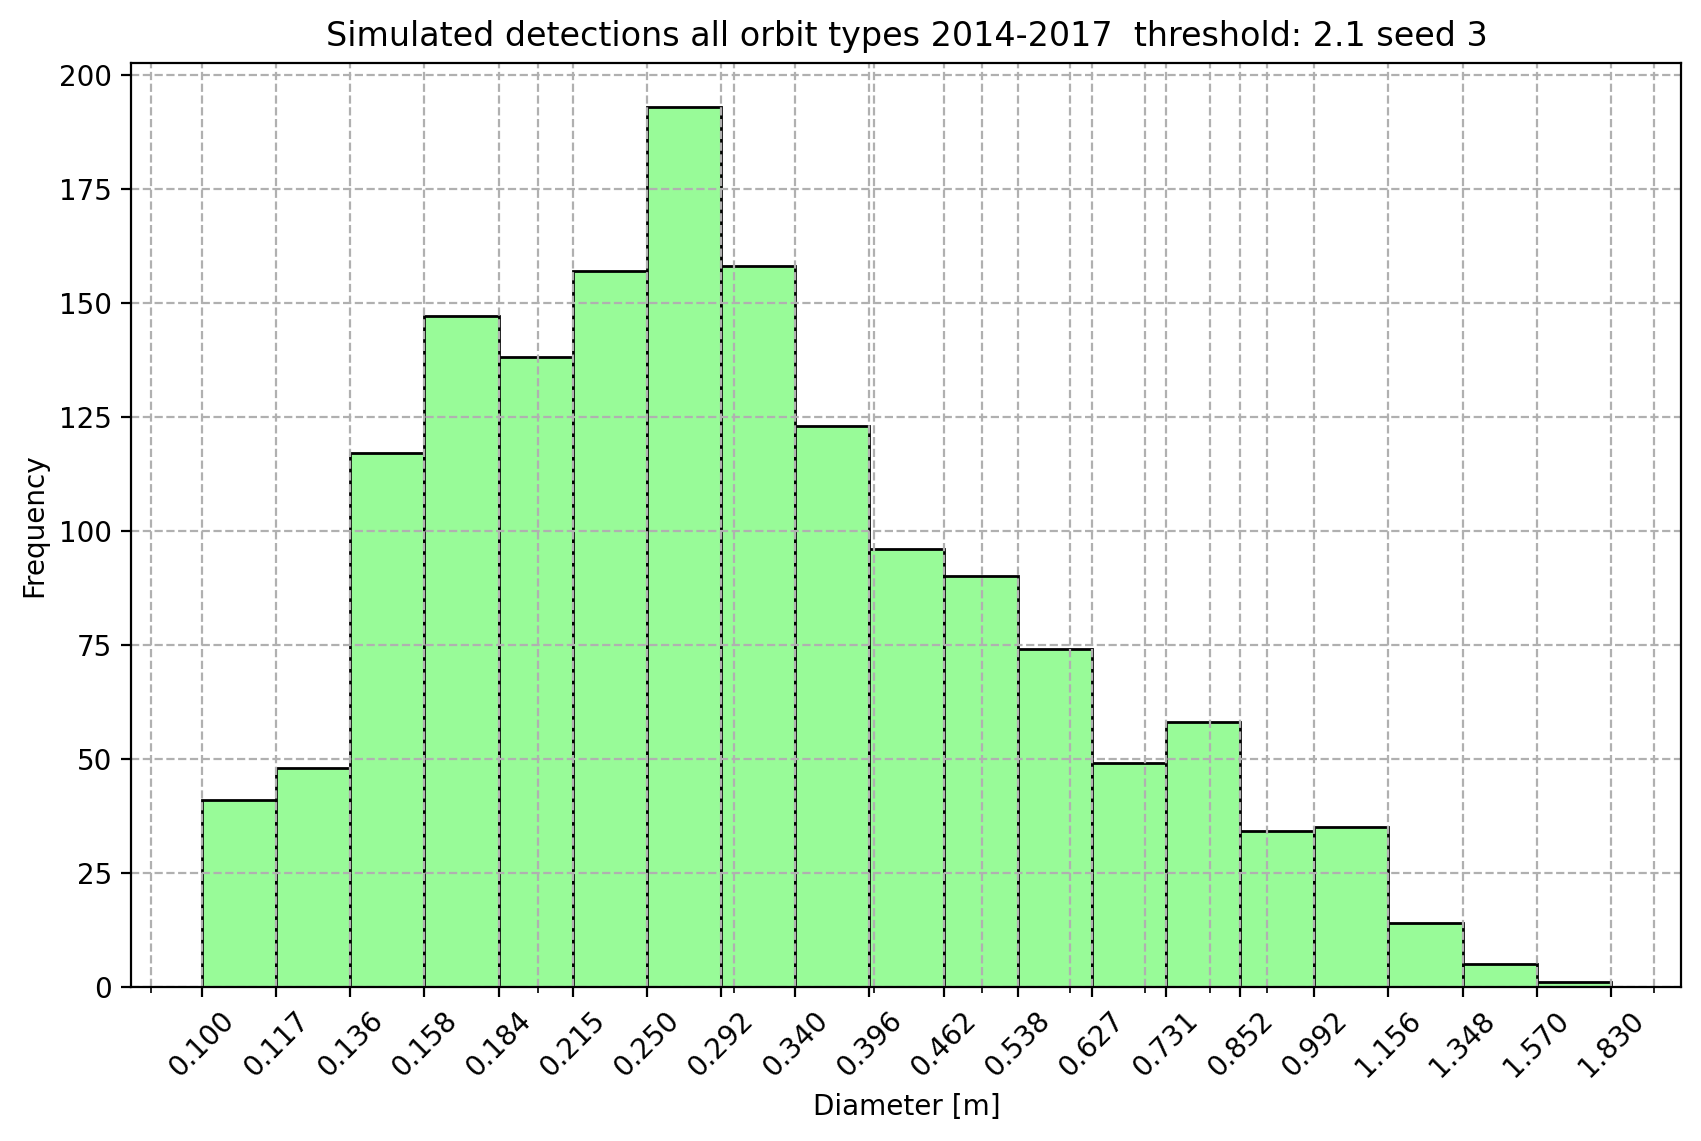 Simulated detections all orbit types 2014-2017  threshold: 2.1 seed 3
200
175
150
125
100
75
50
25
0
Frequency
0.100 0.117 0.136 0.158 0.184 0.215 0.250 0.292 0.340 0.396 0.462 0.538 0.627 0.731 0.852 0.992 1.156 1.348 1.570 1.830
Diameter [m]